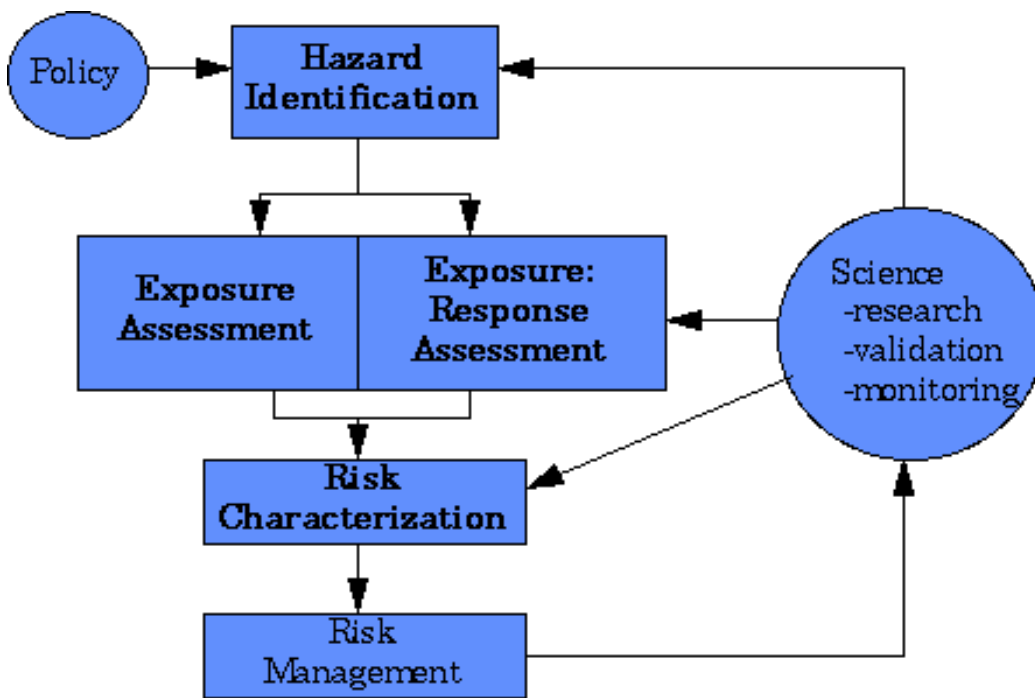 Policy
Hazard
Identification
Exposure
Assessment
Exposure:
Response
Assessment
Science
-research
-validation
-monitoring
Risk
Characterization
Risk
Management